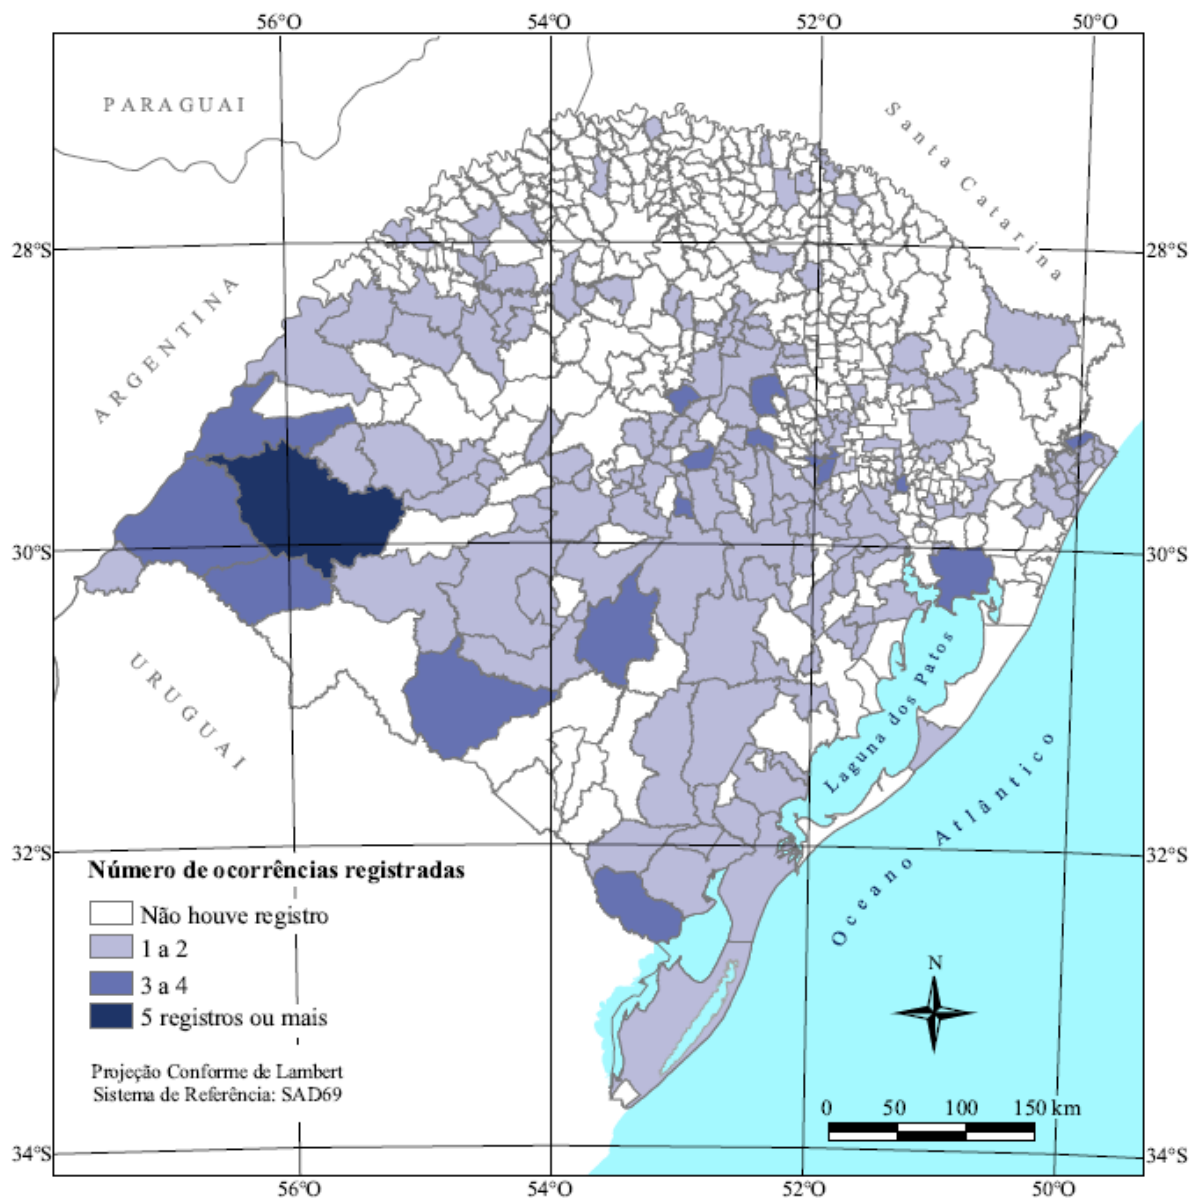 56°O 54°O 52°O 50°O
PARAGUAI
Santa Catarina
28°S 28°S
ARGENTINA
30°S 30°S
URUGUAI
Laguna dos Patos
Oceano Atlântico
32°S 32°S
Número de ocorrências registradas
Não houve registro
1 a 2
3 a 4
5 registros ou mais
N
Projeção Conforme de Lambert
Sistema de Referência: SAD69
0 50 100 150 km
34°S 34°S
56°O 54°O 52°O 50°O